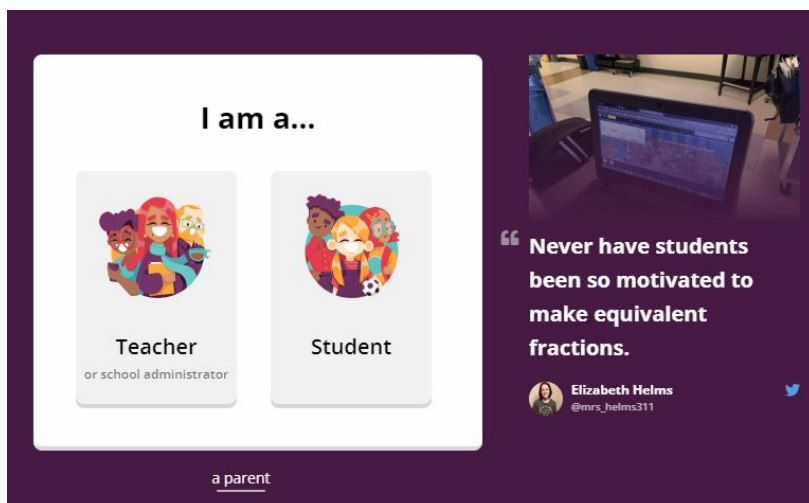 I am a...
Teacher
or school administrator
Student
a parent
“ Never have students
been so motivated to
make equivalent
fractions.
Elizabeth Helms
@mrs_helms311